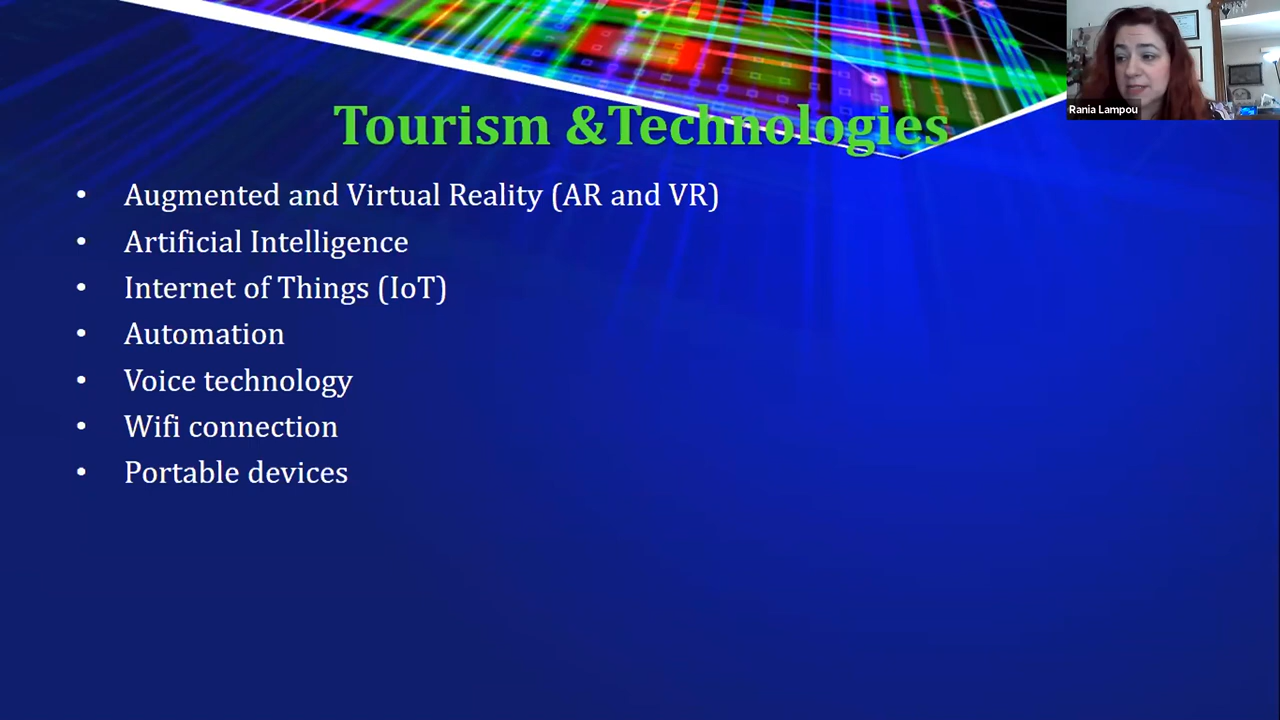 Tourism &Technologies
• Augmented and Virtual Reality (AR and VR)
• Artificial Intelligence
• Internet of Things (IoT)
• Automation
• Voice technology
• Wifi connection
• Portable devices
Rania Lampou